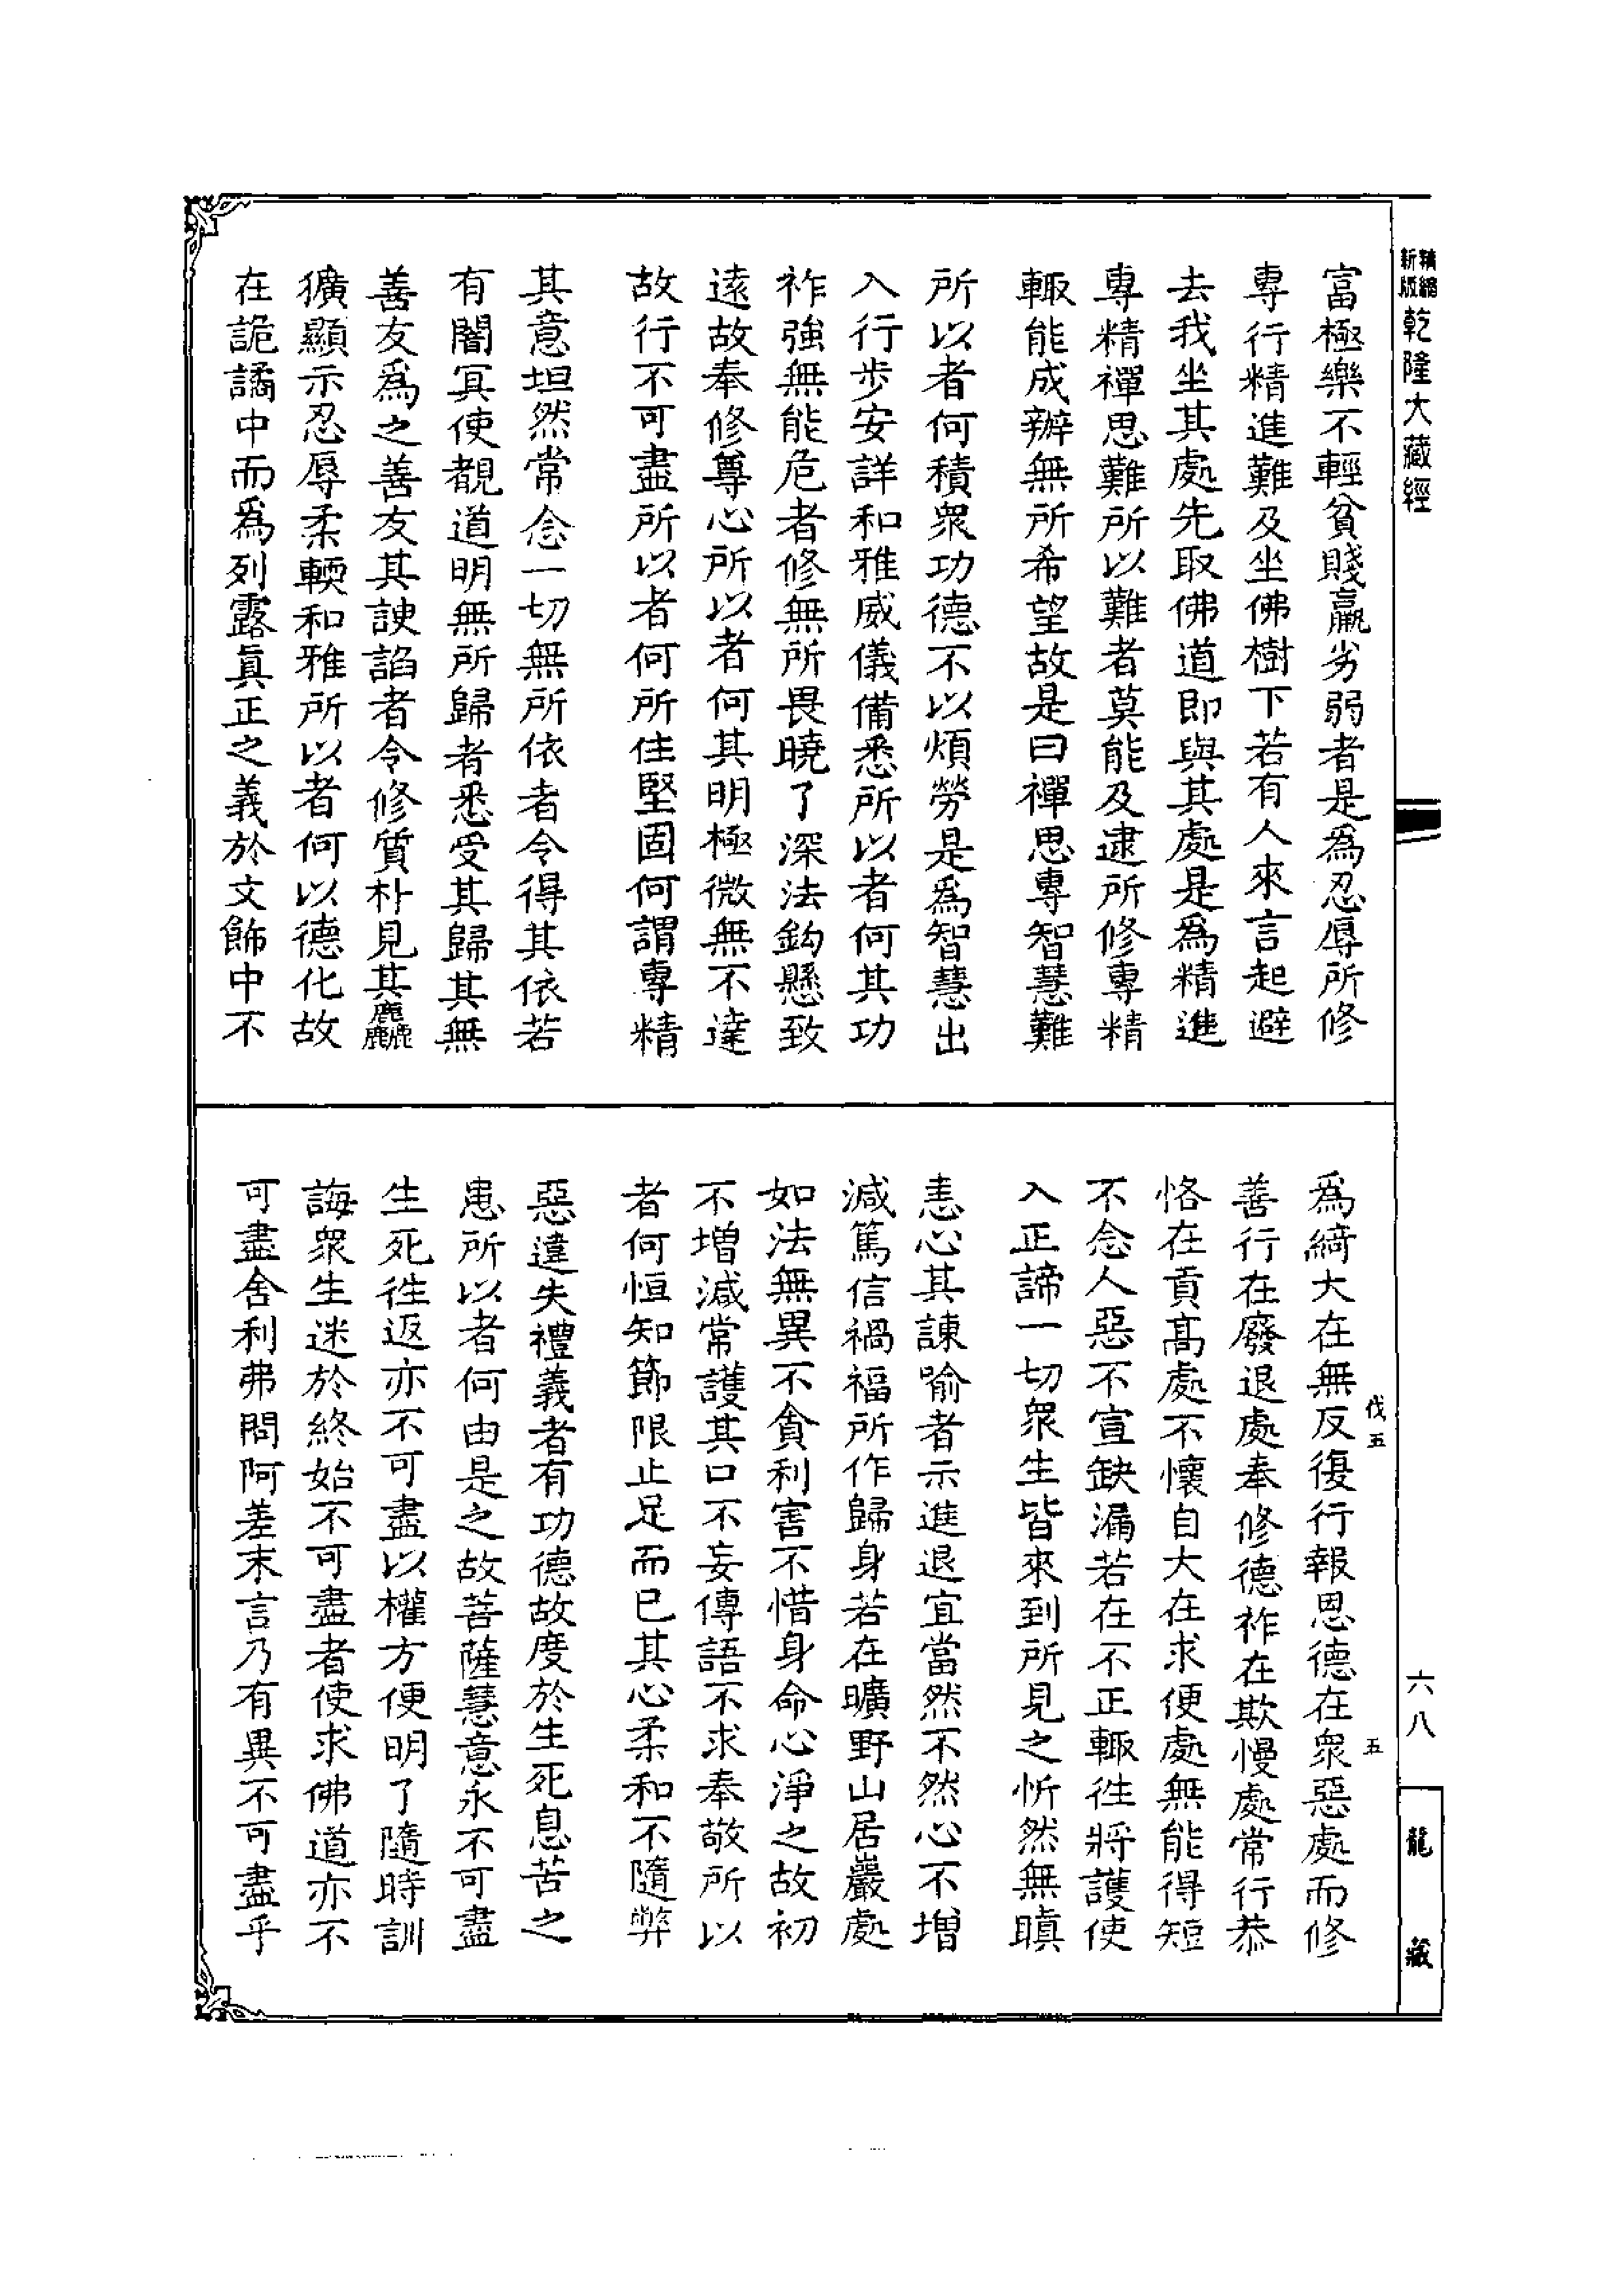 精縮新版乾隆大藏經
富極樂不輕貧賤羸劣弱者是為忍辱所修
專行精進難及坐佛樹下若有人來言起避
去我坐其處先取佛道即與其處是為精進
專精禪思難所以難者莫能及逮所修專精
輙能成辦無所希望故是曰禪思專智慧難
所以者何積衆功德不以煩勞是為智慧出
入行步安詳和雅威儀備悉所以者何其功
祚強無能危者修無所畏曉了深法鈎懸致
遠故奉修尊心所以者何其明極微無不達
故行不可盡所以者何所住堅固何謂專精
其意坦然常念一切無所依者令得其依若
有闇冥使覩道明無所歸者悉受其歸其無
善友為之善友其諛諂者令修質朴見其麤
獷顯示忍辱柔輭和雅所以者何以德化故
在詭譎中而為列露真正之義於文飾中不
為綺大在無反復行報恩德在衆惡處而修
善行在廢退處奉修德祚在欺慢處常行恭
恪在貢高處不懷自大在求便處無能得短
不念人惡不宣缺漏若在不正輙往將護使
入正諦一切衆生皆來到所見之忻然無瞋
恚心其諫喻者示進退宜當然不然心不增
減篤信禍福所作歸身若在曠野山居巖處
如法無異不貪利害不惜身命心淨之故初
不增減常護其口不妄傳語不求奉敬所以
者何恒知節限止足而已其心柔和不隨弊
惡違失禮義者有功德故度於生死息苦之
患所以者何由是之故菩薩慧意永不可盡
生死往返亦不可盡以權方便明了隨時訓
誨衆生迷於終始不可盡者使求佛道亦不
可盡舍利弗問阿差末言乃有異不可盡乎
伐五
五
六八
龍藏